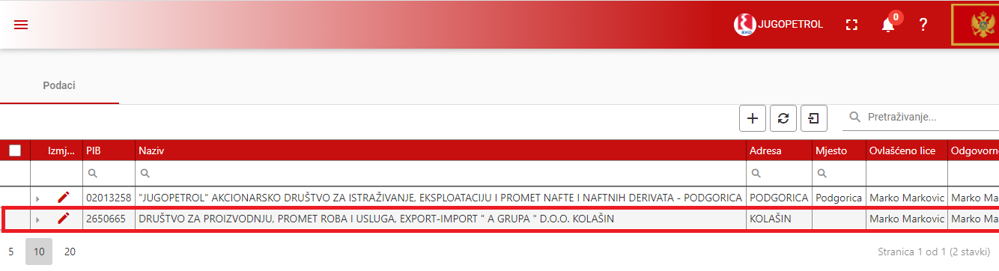 EKO JUGOPETROL 0 ?
Podaci
Pretraživanje...
Izmj... PIB Naziv Adresa Mjesto Ovlašćeno lice Odgovorno
02013258 "JUGOPETROL" AKCIONARSKO DRUŠTVO ZA ISTRAŽIVANJE, EKSPLOATACIJU I PROMET NAFTE I NAFTNIH DERIVATA - PODGORICA PODGORICA Podgorica Marko Markovic Marko Ma
2650665 DRUŠTVO ZA PROIZVODNJU, PROMET ROBA I USLUGA, EXPORT-IMPORT " A GRUPA " D.O.O. KOLAŠIN KOLAŠIN Marko Markovic Marko Ma
5 10 20 Stranica 1 od 1 (2 stavki)